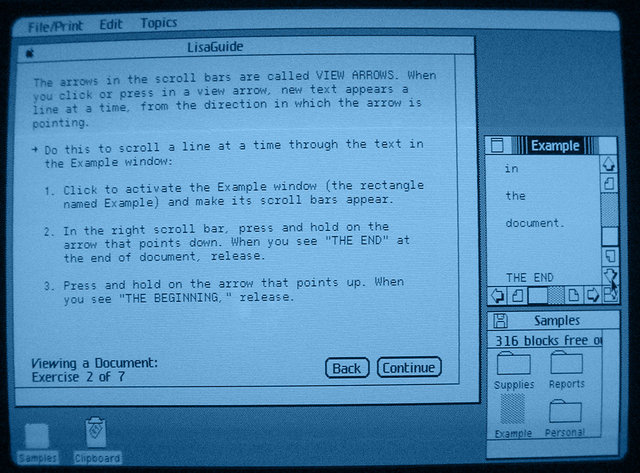 File/Print Edit Topics
LisaGuide
The arrows in the scroll bars are called VIEW ARROWS. When
you click or press in a view arrow, new text appears a
line at a time, from the direction in which the arrow is
pointing.
Do this to scroll a line at a time through the text in
the Example window:
1. Click to activate the Example window (the rectangle
named Example) and make its scroll bars appear.
2. In the right scroll bar, press and hold on the
arrow that points down. When you see "THE END" at
the end of document, release.
3. Press and hold on the arrow that points up. When
you see "THE BEGINNING," release.
Viewing a Document:
Exercise 2 of 7
Back Continue
Example
in
the
document.
THE END
Samples
316 blocks free o
Supplies Reports
Example Personal
Samples Clipboard